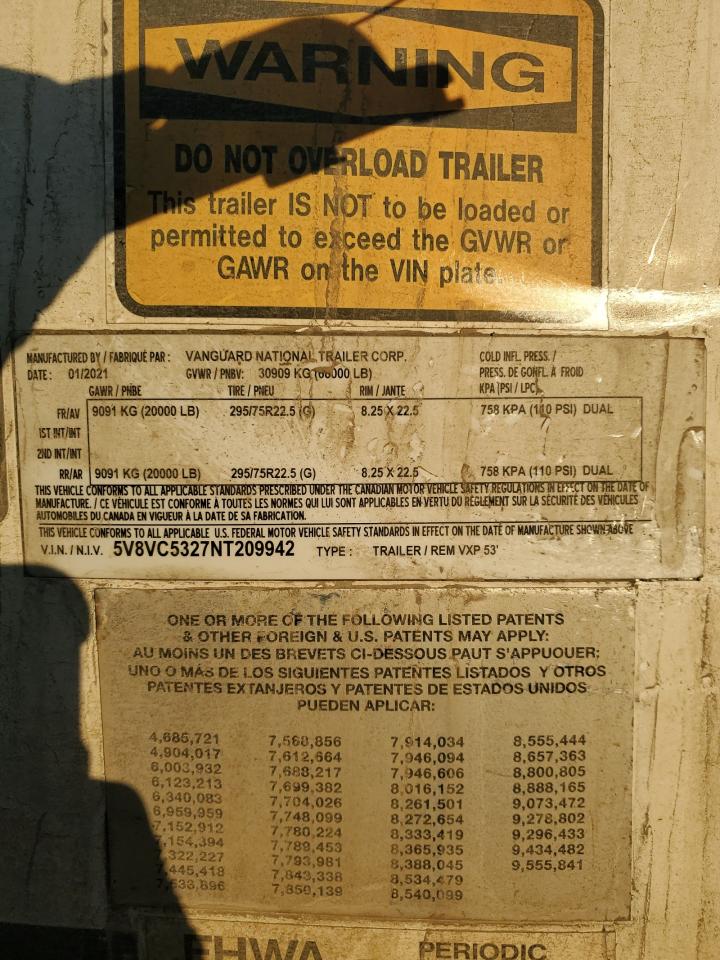 WARNING
DO NOT OVERLOAD TRAILER
This trailer IS NOT to be loaded or
permitted to exceed the GVWR or
GAWR on the VIN plate.
MANUFACTURED BY / FABRIQUÉ PAR : VANGUARD NATIONAL TRAILER CORP. COLD INFL. PRESS. /
DATE : 01/2021 GVWR / PNBV: 30909 KG (68000 LB) PRESS. DE GONFL. À FROID
GAWR / PNBE TIRE / PNEU RIM / JANTE KPA (PSI / LPC)
FR/AV 9091 KG (20000 LB) 295/75R22.5 (G) 8.25 X 22.5 758 KPA (110 PSI) DUAL
1ST INT/INT
2ND INT/INT
RR/AR 9091 KG (20000 LB) 295/75R22.5 (G) 8.25 X 22.5 758 KPA (110 PSI) DUAL
THIS VEHICLE CONFORMS TO ALL APPLICABLE STANDARDS PRESCRIBED UNDER THE CANADIAN MOTOR VEHICLE SAFETY REGULATIONS IN EFFECT ON THE DATE OF
MANUFACTURE. / CE VÉHICULE EST CONFORME À TOUTES LES NORMES QUI LUI SONT APPLICABLES EN VERTU DU RÈGLEMENT SUR LA SÉCURITÉ DES VÉHICULES
AUTOMOBILES DU CANADA EN VIGUEUR À LA DATE DE SA FABRICATION.
THIS VEHICLE CONFORMS TO ALL APPLICABLE U.S. FEDERAL MOTOR VEHICLE SAFETY STANDARDS IN EFFECT ON THE DATE OF MANUFACTURE SHOWN ABOVE
V.I.N. / N.I.V. 5V8VC5327NT209942 TYPE : TRAILER / REM VXP 53'
ONE OR MORE OF THE FOLLOWING LISTED PATENTS
& OTHER FOREIGN & U.S. PATENTS MAY APPLY:
AU MOINS UN DES BREVETS CI-DESSOUS PAUT S'APPUOUER:
UNO O MÁS DE LOS SIGUIENTES PATENTES LISTADOS Y OTROS
PATENTES EXTANJEROS Y PATENTES DE ESTADOS UNIDOS
PUEDEN APLICAR:
4,685,721 7,568,856 7,914,034 8,555,444
4,904,017 7,612,664 7,946,094 8,657,363
6,003,932 7,688,217 7,946,606 8,800,805
6,123,213 7,699,382 8,016,152 8,888,165
6,340,083 7,704,026 8,261,501 9,073,472
6,959,959 7,748,099 8,272,654 9,278,802
7,152,912 7,780,224 8,333,419 9,296,433
,154,394 7,789,453 8,365,935 9,434,482
,322,227 7,793,981 8,388,045 9,555,841
,445,418 7,843,338 8,534,479
7,533,896 7,859,139 8,540,099
FHWA PERIODIC